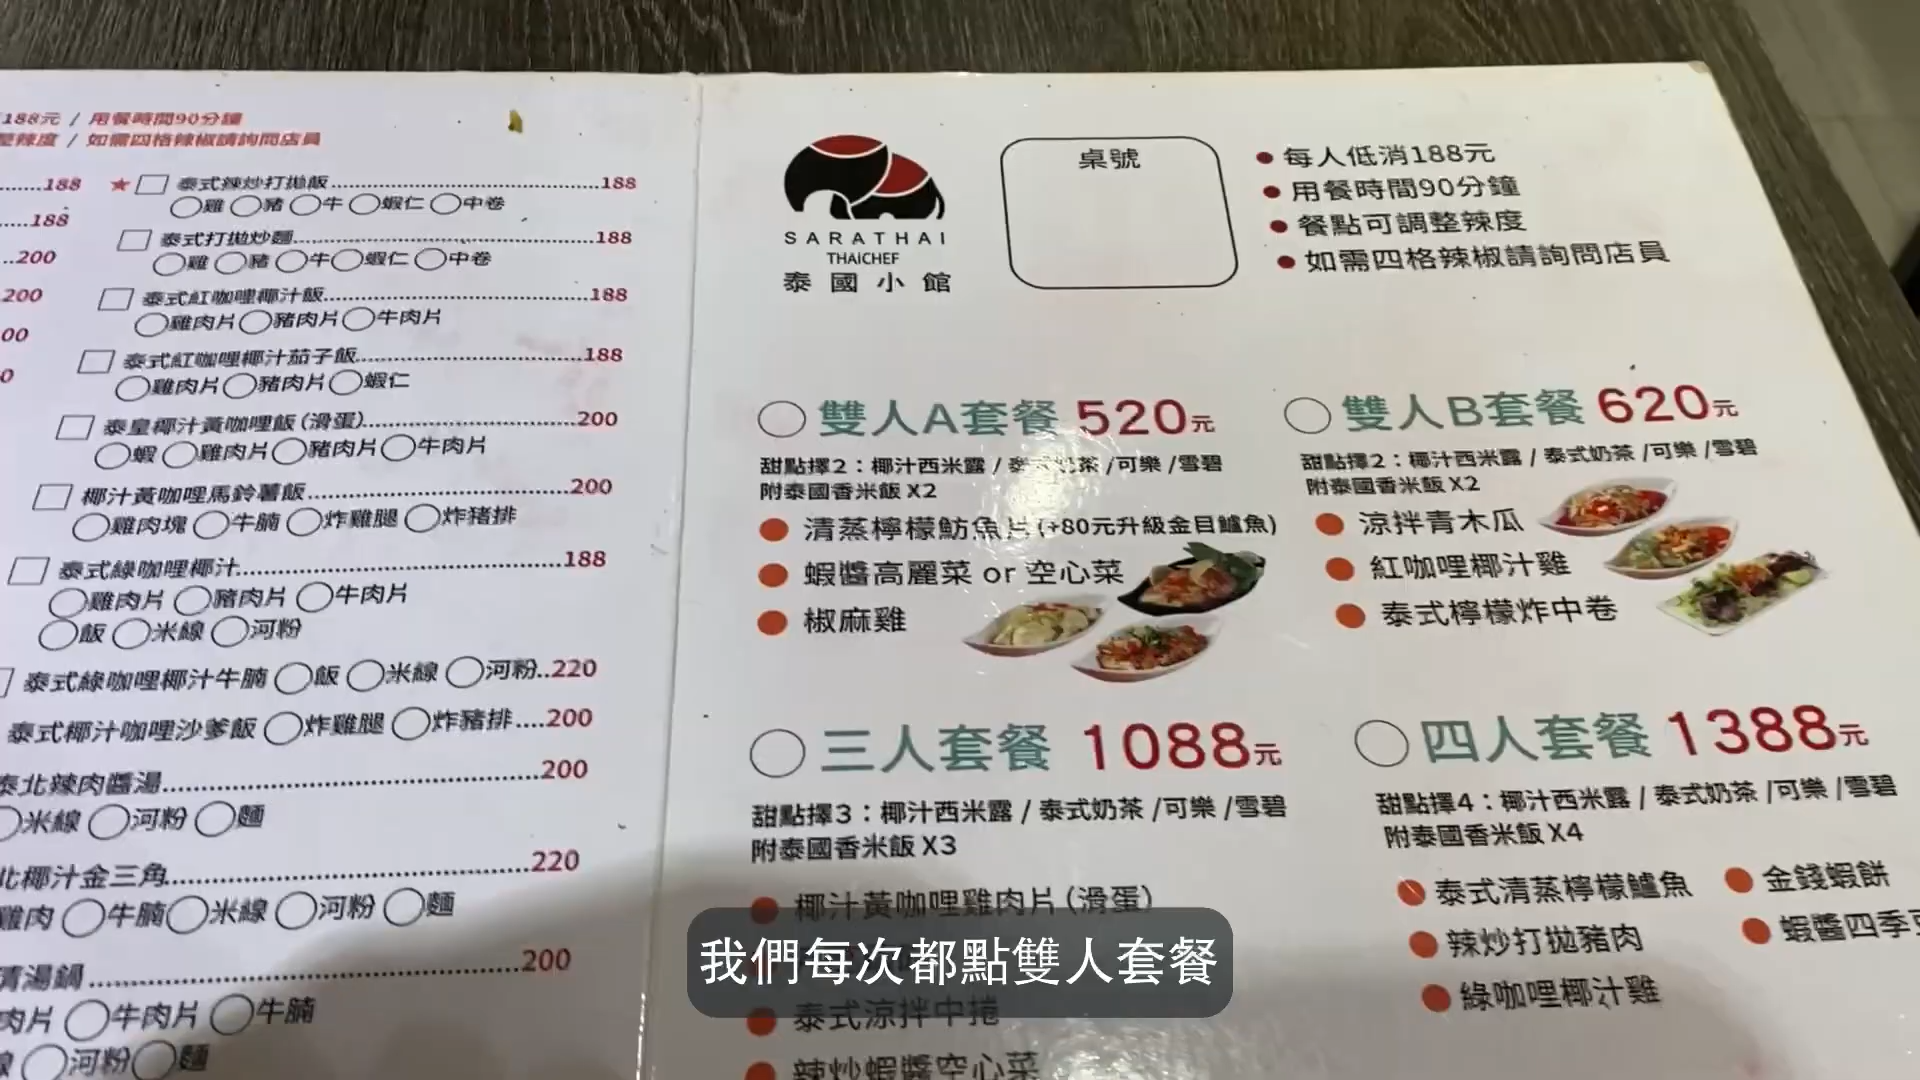 188元 / 用餐時間90分鐘
辣度 / 如需四格辣椒請詢問店員
188
188
200
200
00
0
★ 泰式辣炒打拋飯 188
雞 豬 牛 蝦仁 中卷
泰式打拋炒麵 188
雞 豬 牛 蝦仁 中卷
泰式紅咖哩椰汁飯 188
雞肉片 豬肉片 牛肉片
泰式紅咖哩椰汁茄子飯 188
雞肉片 豬肉片 蝦仁
泰皇椰汁黃咖哩飯(滑蛋) 200
蝦 雞肉片 豬肉片 牛肉片
椰汁黃咖哩馬鈴薯飯 200
雞肉塊 牛腩 炸雞腿 炸豬排
泰式綠咖哩椰汁 188
雞肉片 豬肉片 牛肉片
飯 米線 河粉
泰式綠咖哩椰汁牛腩 飯 米線 河粉..220
泰式椰汁咖哩沙爹飯 炸雞腿 炸豬排....200
泰北辣肉醬湯 200
米線 河粉 麵
北椰汁金三角 220
雞肉 牛腩 米線 河粉 麵
清湯鍋 200
肉片 牛肉片 牛腩
線 河粉 麵
SARATHAI
THAICHEF
泰國小館
桌號
每人低消188元
用餐時間90分鐘
餐點可調整辣度
如需四格辣椒請詢問店員
雙人A套餐 520元
甜點擇2:椰汁西米露 / 泰式奶茶 /可樂 /雪碧
附泰國香米飯X2
清蒸檸檬魴魚片(+80元升級金目鱸魚)
蝦醬高麗菜 or 空心菜
椒麻雞
雙人B套餐 620元
甜點擇2:椰汁西米露 / 泰式奶茶 /可樂 /雪碧
附泰國香米飯X2
涼拌青木瓜
紅咖哩椰汁雞
泰式檸檬炸中卷
三人套餐 1088元
甜點擇3:椰汁西米露 / 泰式奶茶 /可樂 /雪碧
附泰國香米飯X3
椰汁黃咖哩雞肉片(滑蛋)
泰式涼拌中捲
辣炒蝦醬空心菜
四人套餐 1388元
甜點擇4:椰汁西米露 / 泰式奶茶 /可樂 /雪碧
附泰國香米飯X4
泰式清蒸檸檬鱸魚
辣炒打拋豬肉
綠咖哩椰汁雞
金錢蝦餅
蝦醬四季豆
我們每次都點雙人套餐